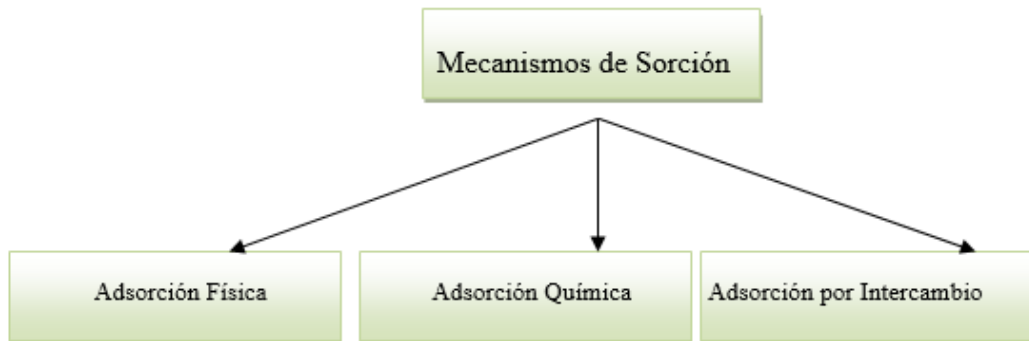 Mecanismos de Sorción
Adsorción Física
Adsorción Química
Adsorción por Intercambio